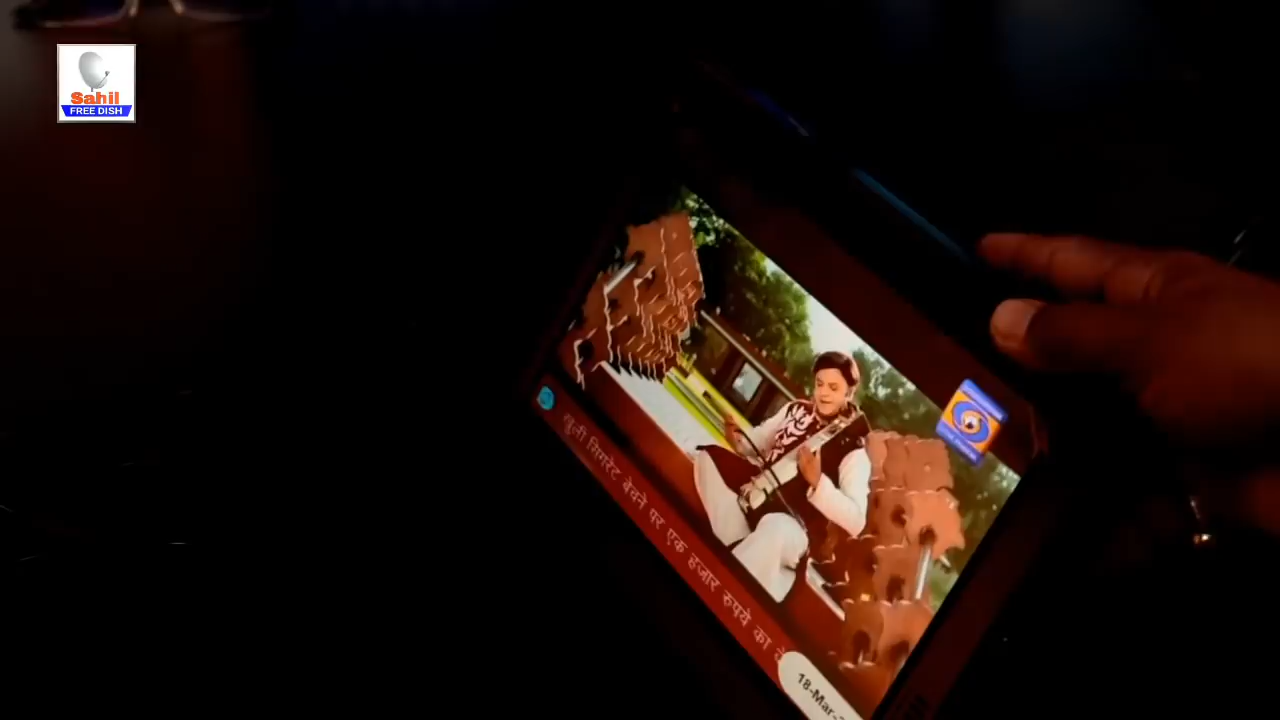 Sahil
FREE DISH
खुली सिगरेट बेचने पर एक हजार रुपये का
18-Mar-